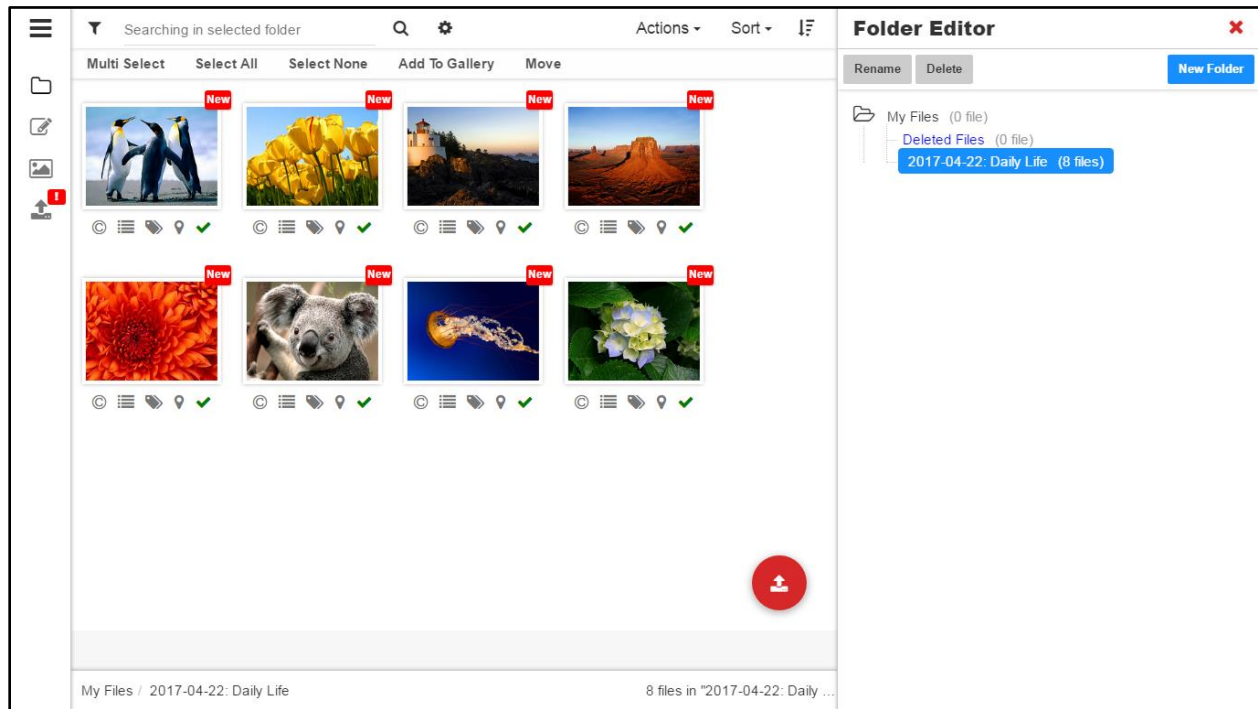 Searching in selected folder
Actions
Sort
Multi Select Select All Select None Add To Gallery Move
New New New New
© © © ©
New New New New
© © © ©
!
My Files / 2017-04-22: Daily Life
8 files in "2017-04-22: Daily ...
Folder Editor
Rename Delete New Folder
My Files (0 file)
Deleted Files (0 file)
2017-04-22: Daily Life (8 files)